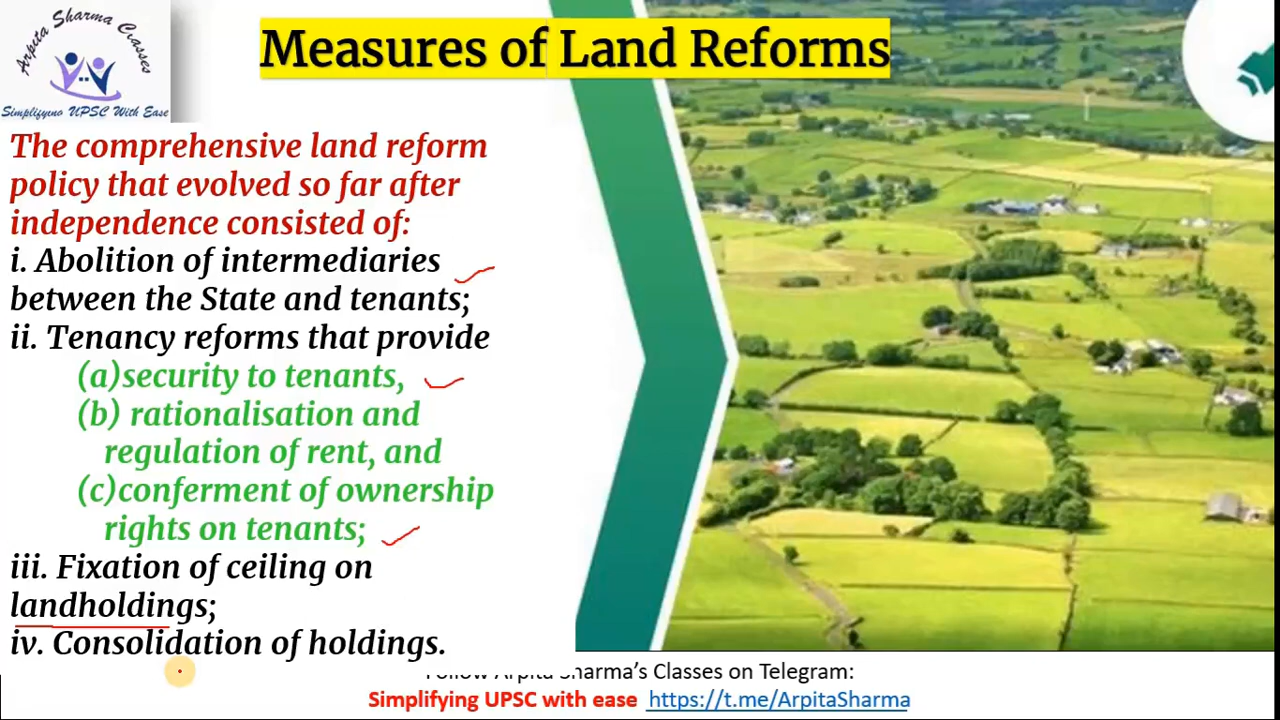 Arpita Sharma Classes
Simplifying UPSC With Ease
Measures of Land Reforms
The comprehensive land reform
policy that evolved so far after
independence consisted of:
i. Abolition of intermediaries
between the State and tenants;
ii. Tenancy reforms that provide
(a)security to tenants,
(b) rationalisation and
regulation of rent, and
(c)conferment of ownership
rights on tenants;
iii. Fixation of ceiling on
landholdings;
iv. Consolidation of holdings.
Follow Arpita Sharma's Classes on Telegram:
Simplifying UPSC with ease https://t.me/ArpitaSharma